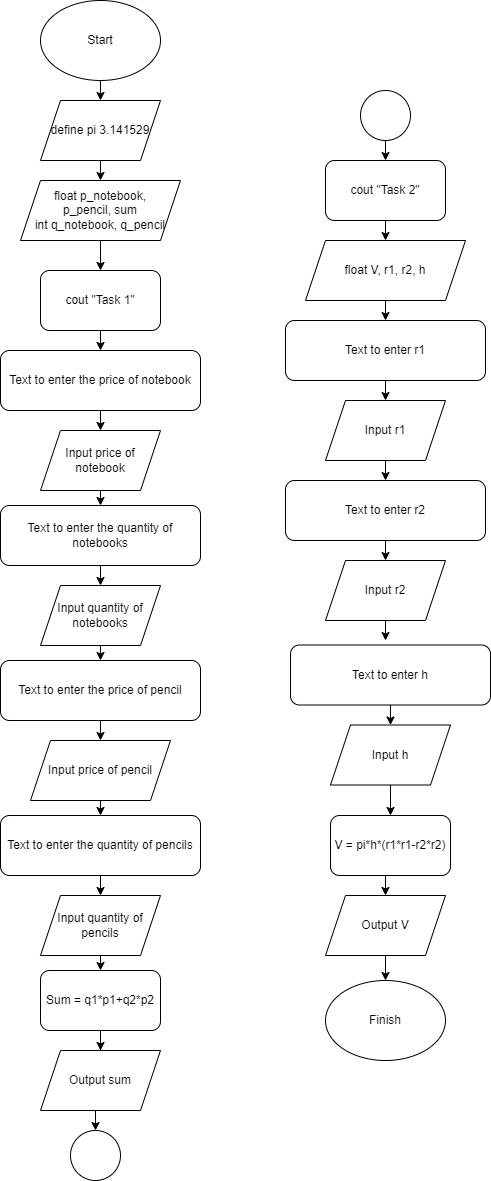 Start
define pi 3.141529
float p_notebook,
p_pencil, sum
int q_notebook, q_pencil
cout "Task 1"
Text to enter the price of notebook
Input price of
notebook
Text to enter the quantity of
notebooks
Input quantity of
notebooks
Text to enter the price of pencil
Input price of pencil
Text to enter the quantity of pencils
Input quantity of
pencils
Sum = q1*p1+q2*p2
Output sum
cout "Task 2"
float V, r1, r2, h
Text to enter r1
Input r1
Text to enter r2
Input r2
Text to enter h
Input h
V = pi*h*(r1*r1-r2*r2)
Output V
Finish